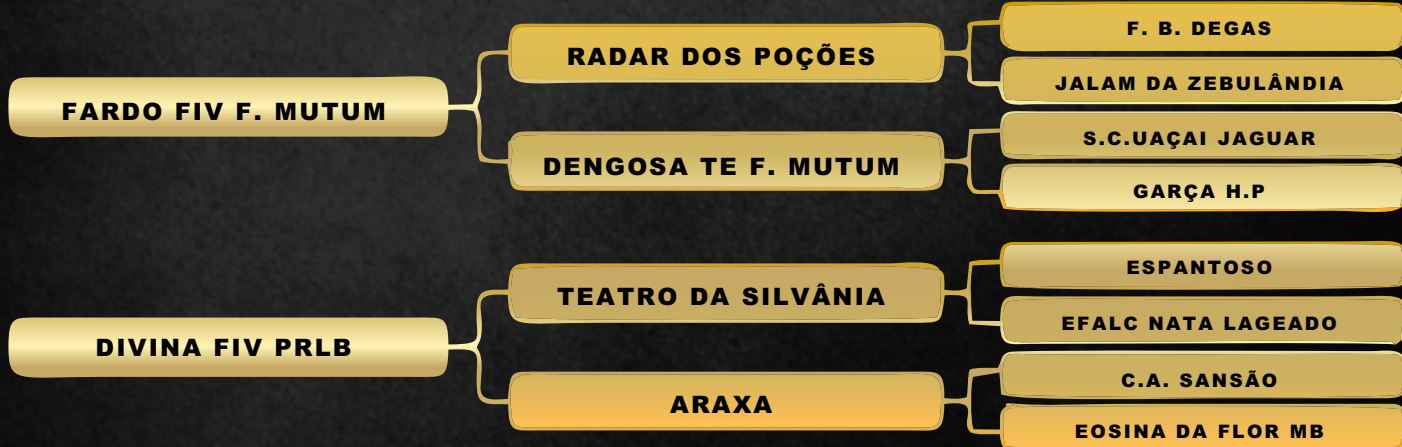 FARDO FIV F. MUTUM
RADAR DOS POÇÕES
F. B. DEGAS
JALAM DA ZEBULÂNDIA
DENGOSA TE F. MUTUM
S.C.UAÇAI JAGUAR
GARÇA H.P
DIVINA FIV PRLB
TEATRO DA SILVÂNIA
ESPANTOSO
EFALC NATA LAGEADO
ARAXA
C.A. SANSÃO
EOSINA DA FLOR MB